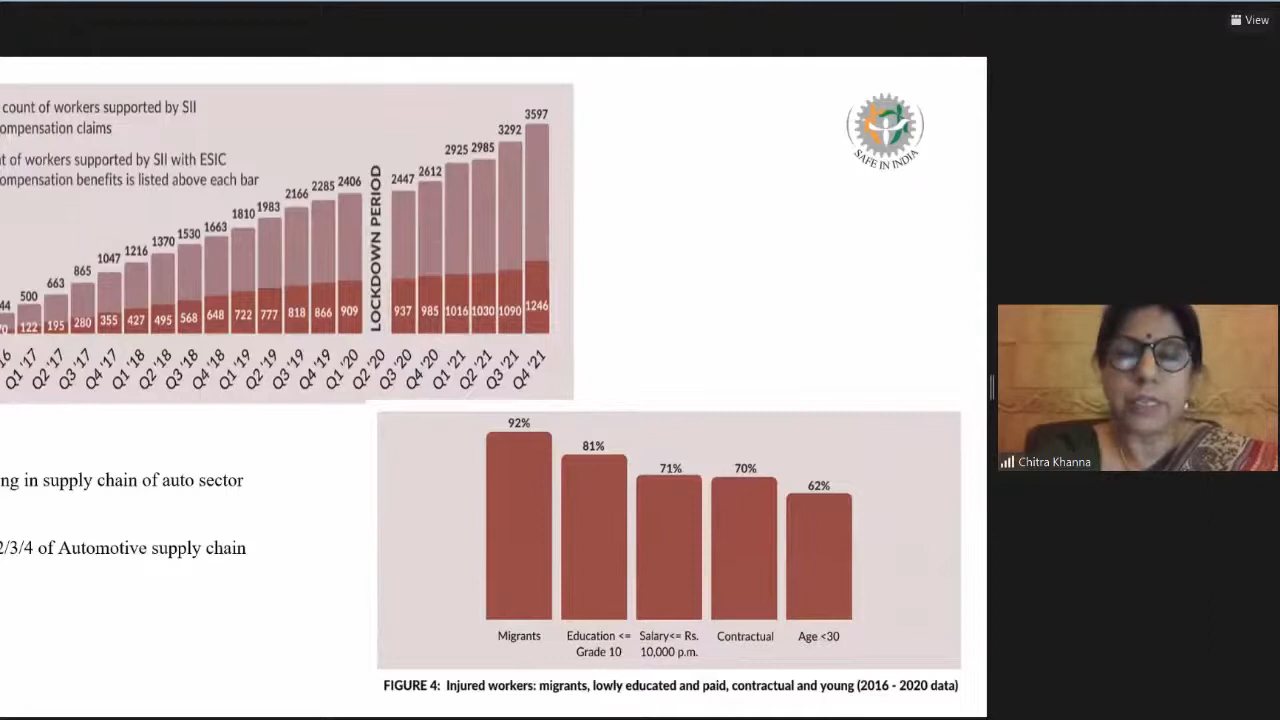 View
count of workers supported by SII
ompensation claims
t of workers supported by SII with ESIC
ompensation benefits is listed above each bar
44 500 663 865 1047 1216 1370 1530 1663 1810 1983 2166 2285 2406 2447 2612 2925 2985 3292 3597
LOCKDOWN PERIOD
70 122 195 280 355 427 495 568 648 722 777 818 866 909 937 985 1016 1030 1090 1246
16 Q1 '17 Q2 '17 Q3 '17 Q4 '17 Q1 '18 Q2 '18 Q3 '18 Q4 '18 Q1 '19 Q2 '19 Q3 '19 Q4 '19 Q1 '20 Q2 '20 Q3 '20 Q4 '20 Q1 '21 Q2 '21 Q3 '21 Q4 '21
SAFE IN INDIA
ng in supply chain of auto sector
2/3/4 of Automotive supply chain
92% 81% 71% 70% 62%
Migrants Education <= Salary<= Rs. Contractual Age <30
Grade 10 10,000 p.m.
FIGURE 4: Injured workers: migrants, lowly educated and paid, contractual and young (2016 - 2020 data)
Chitra Khanna